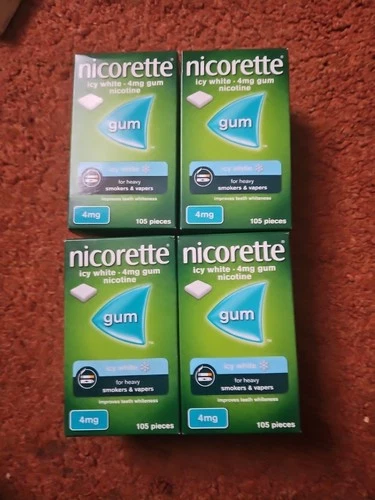 nicorette®
icy white - 4mg gum
nicotine
gum
icy white
for heavy
smokers & vapers
improves teeth whiteness
4mg
105 pieces
nicorette®
icy white - 4mg gum
nicotine
gum
icy white
for heavy
smokers & vapers
improves teeth whiteness
4mg
105 pieces
nicorette®
icy white - 4mg gum
nicotine
gum
icy white
for heavy
smokers & vapers
improves teeth whiteness
4mg
105 pieces
nicorette®
icy white - 4mg gum
nicotine
gum
icy white
for heavy
smokers & vapers
improves teeth whiteness
4mg
105 pieces